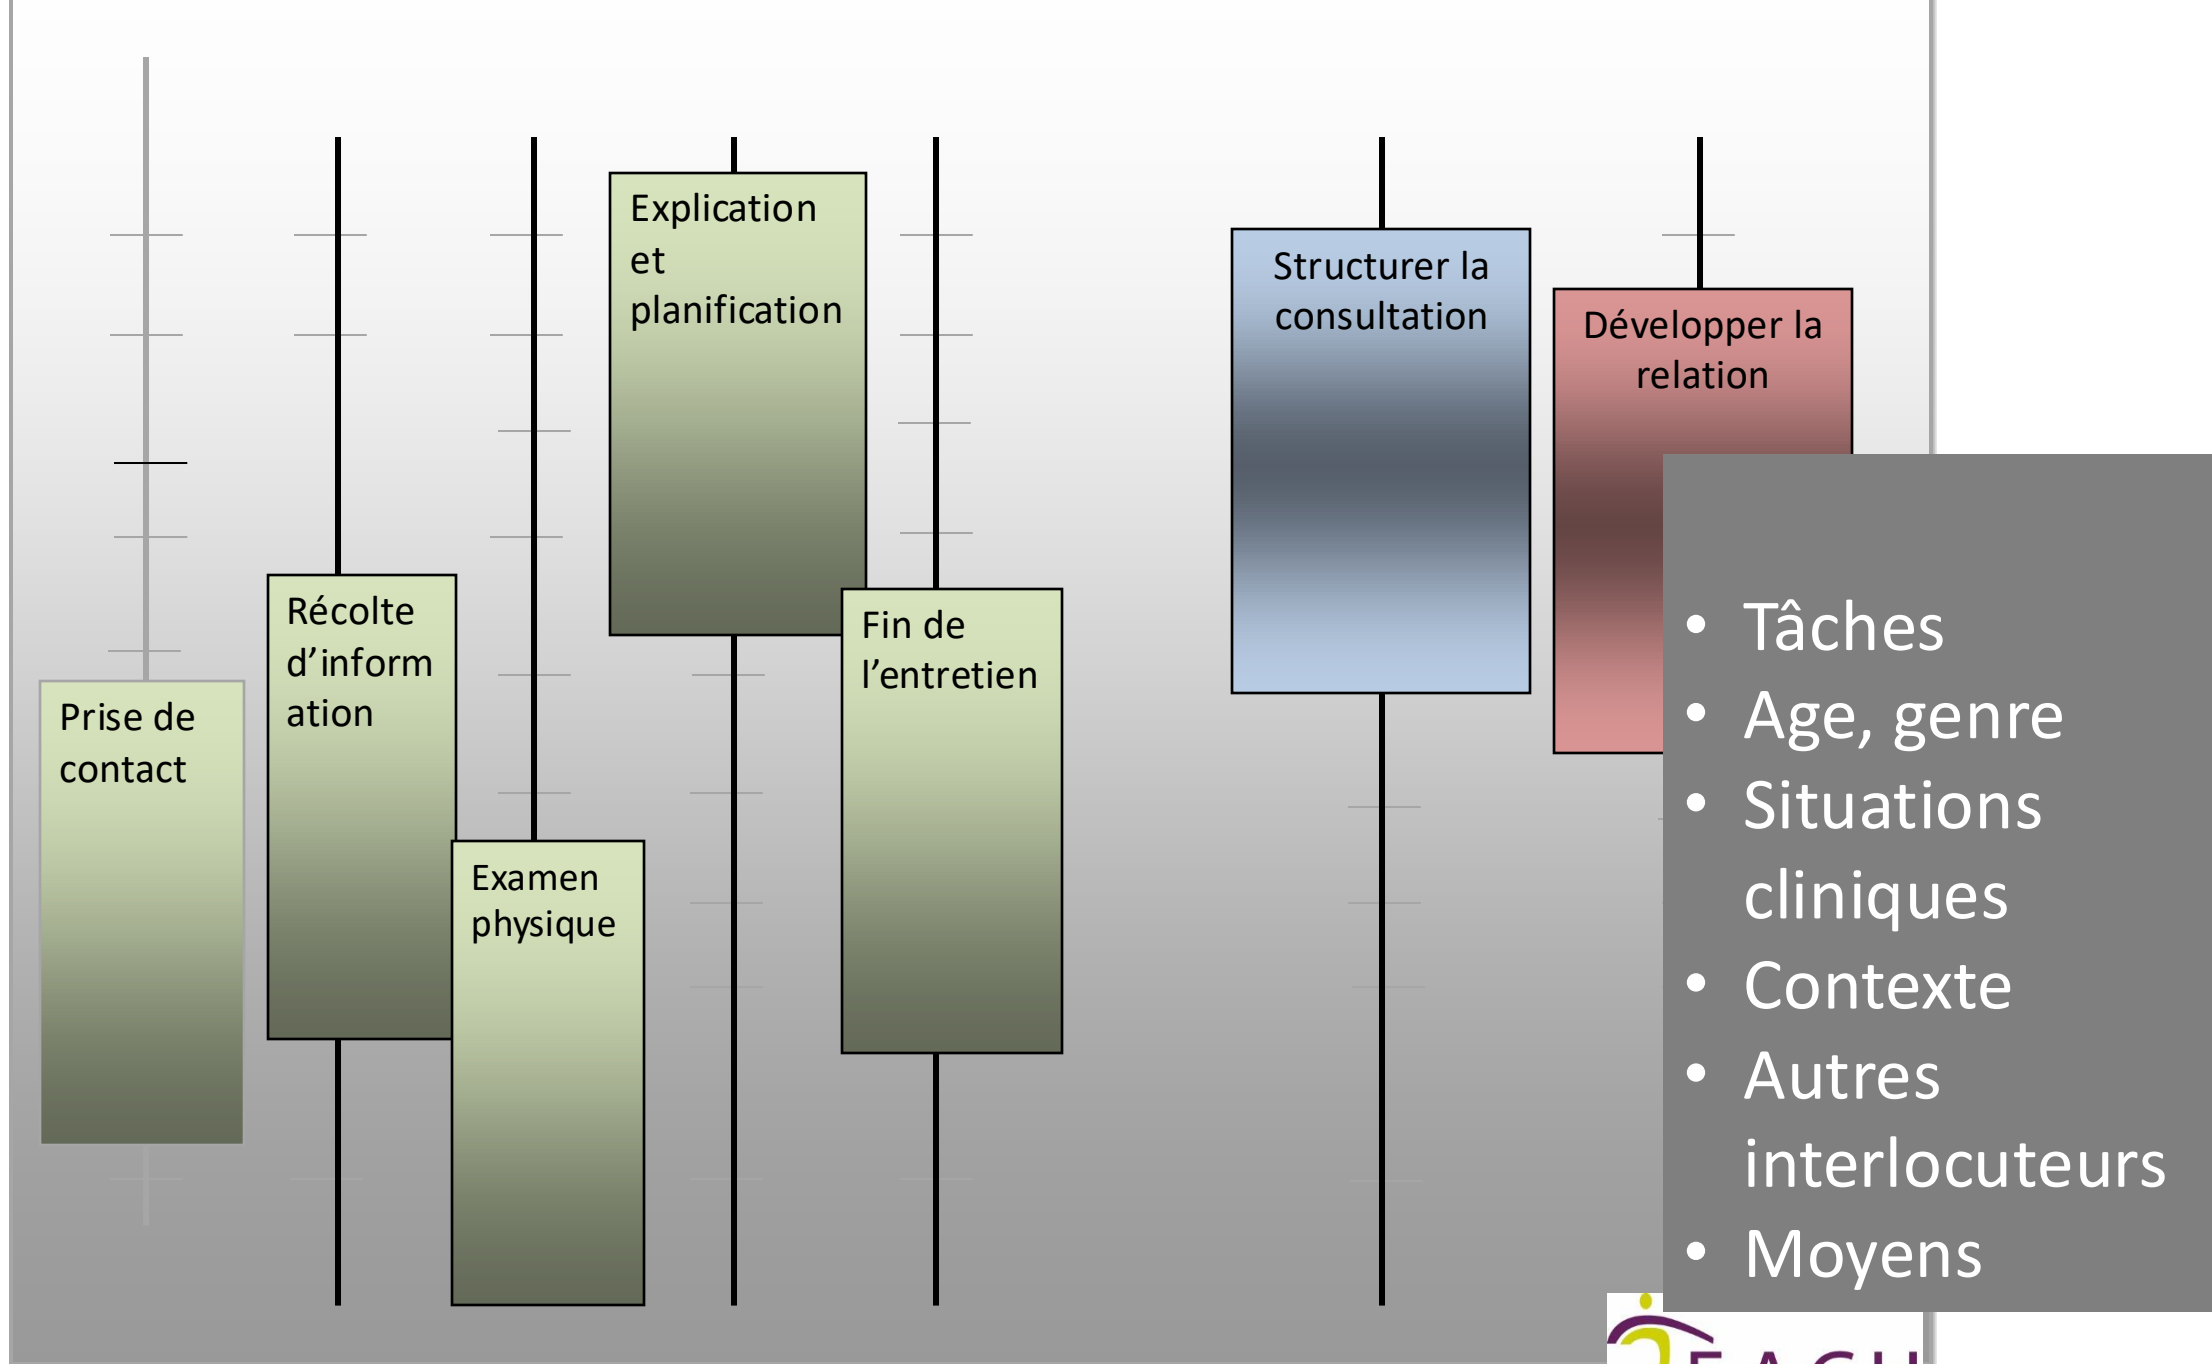 Explication
et
planification
Structurer la
consultation
Développer la
relation
Récolte
d’inform
ation
Fin de
l’entretien
Prise de
contact
Examen
physique
• Tâches
• Age, genre
• Situations
cliniques
• Contexte
• Autres
interlocuteurs
• Moyens
EACH